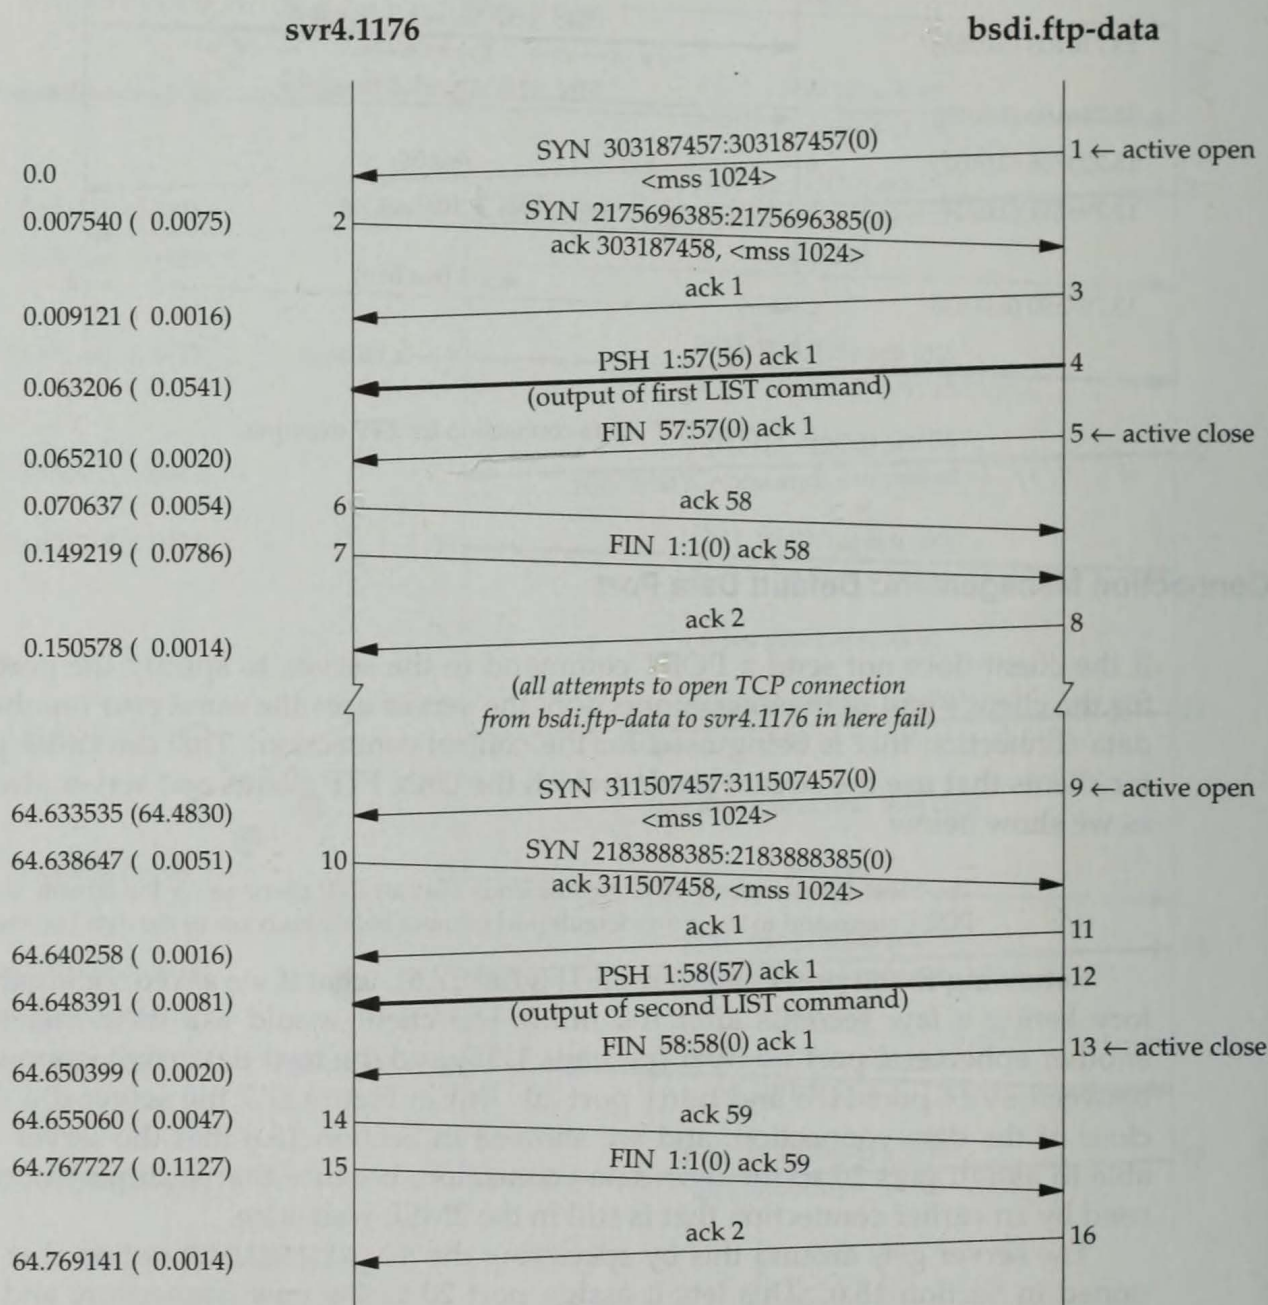 svr4.1176 bsdi.ftp-data
SYN 303187457:303187457(0)
1 ← active open
0.0
<mss 1024>
0.007540 ( 0.0075) 2
SYN 2175696385:2175696385(0)
ack 303187458, <mss 1024>
ack 1
3
0.009121 ( 0.0016)
PSH 1:57(56) ack 1
4
0.063206 ( 0.0541)
(output of first LIST command)
FIN 57:57(0) ack 1
5 ← active close
0.065210 ( 0.0020)
0.070637 ( 0.0054) 6
ack 58
0.149219 ( 0.0786) 7
FIN 1:1(0) ack 58
ack 2
8
0.150578 ( 0.0014)
(all attempts to open TCP connection
from bsdi.ftp-data to svr4.1176 in here fail)
SYN 311507457:311507457(0)
9 ← active open
64.633535 (64.4830)
<mss 1024>
64.638647 ( 0.0051) 10
SYN 2183888385:2183888385(0)
ack 311507458, <mss 1024>
ack 1
11
64.640258 ( 0.0016)
PSH 1:58(57) ack 1
12
64.648391 ( 0.0081)
(output of second LIST command)
FIN 58:58(0) ack 1
13 ← active close
64.650399 ( 0.0020)
64.655060 ( 0.0047) 14
ack 59
64.767727 ( 0.1127) 15
FIN 1:1(0) ack 59
ack 2
16
64.769141 ( 0.0014)